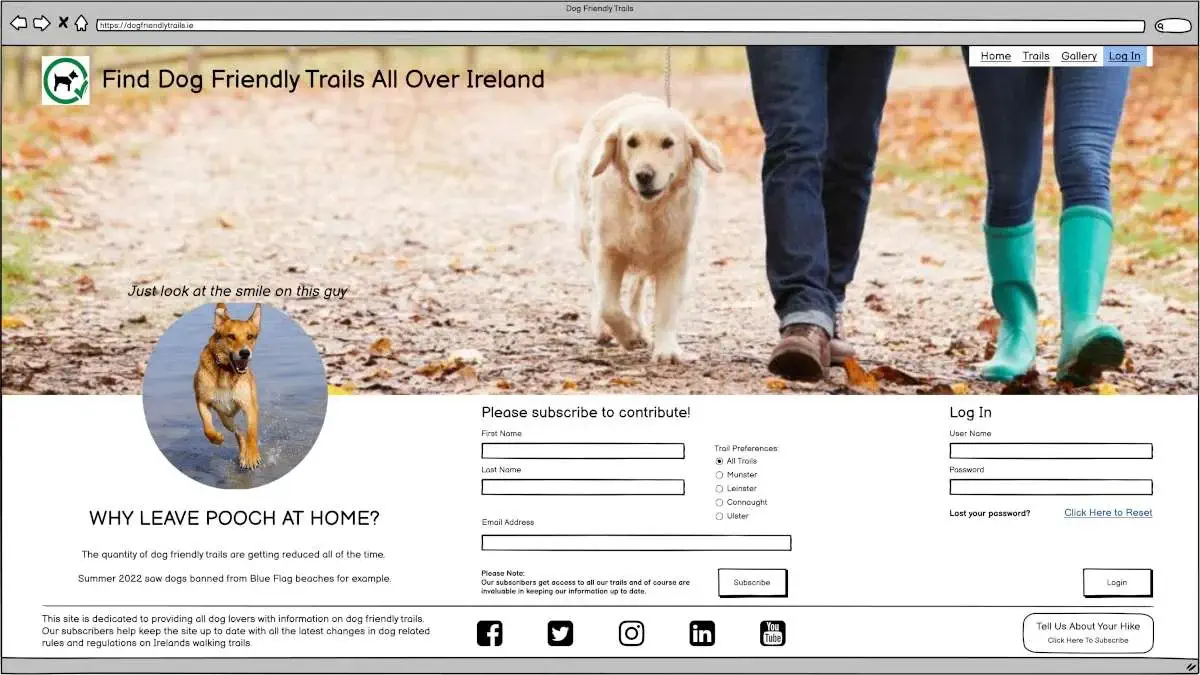 Dog Friendly Trails
https://dogfriendlytrails.ie
Home Trails Gallery Log In
Find Dog Friendly Trails All Over Ireland
Just look at the smile on this guy
WHY LEAVE POOCH AT HOME?
The quantity of dog friendly trails are getting reduced all of the time.
Summer 2022 saw dogs banned from Blue Flag beaches for example.
Please subscribe to contribute!
First Name
Last Name
Trail Preferences:
All Trails
Munster
Leinster
Connaught
Ulster
Email Address
Please Note:
Our subscribers get access to all our trails and of course are
invaluable in keeping our information up to date.
Subscribe
Log In
User Name
Password
Lost your password? Click Here to Reset
Login
This site is dedicated to providing all dog lovers with information on dog friendly trails.
Our subscribers help keep the site up to date with all the latest changes in dog related
rules and regulations on Irelands walking trails.
in
You
Tube
Tell Us About Your Hike
Click Here To Subscribe